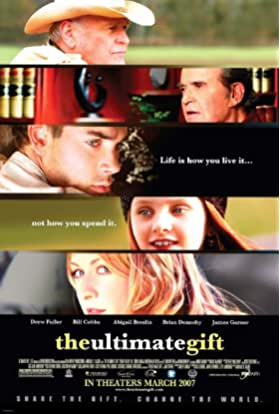 LIFE IS HOW YOU LIVE IT...
not how you spend it.
Drew Fuller Bill Cobbs Abigail Breslin Brian Dennehy James Garner
theultimategift
IN THEATERS MARCH 2007
SHARE THE GIFT. CHANGE THE WORLD.